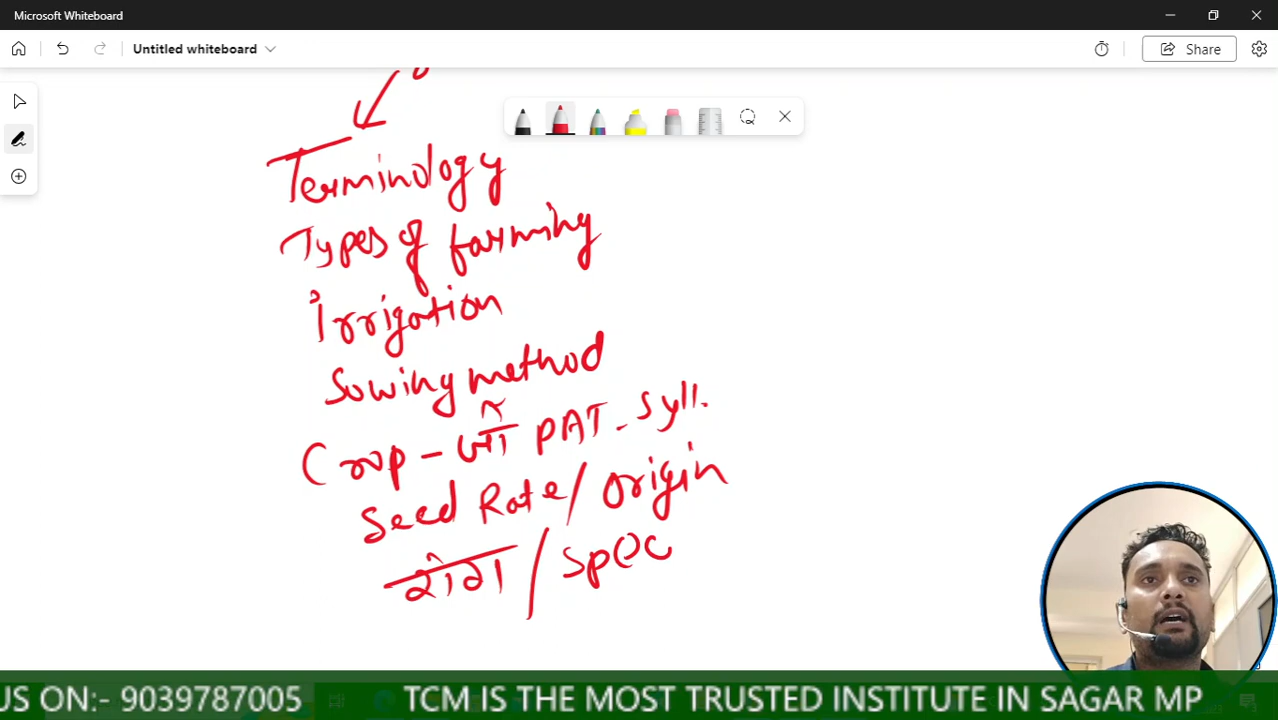 Microsoft Whiteboard
Untitled whiteboard
Share
Terminology
Types of farming
Irrigation
Sowing method
Crop - जो PAT - Syll.
Seed Rate / Origin
/ Spec
US ON:- 9039787005 TCM IS THE MOST TRUSTED INSTITUTE IN SAGAR MP